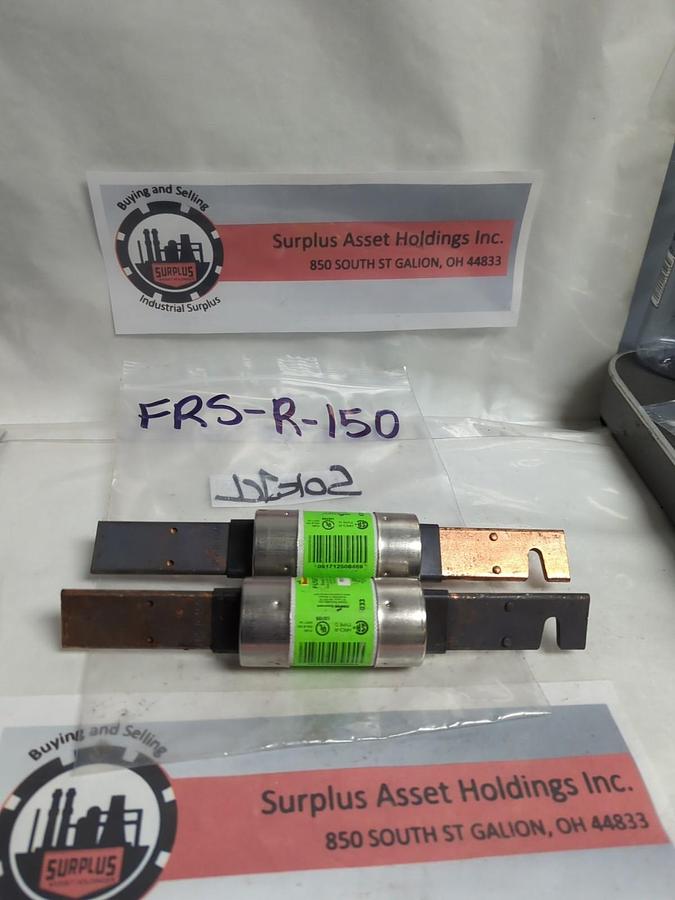 Buying and Selling
SURPLUS
Industrial Surplus
Surplus Asset Holdings Inc.
850 SOUTH ST GALION, OH 44833
FRS-R-150
Buying and Selling
SURPLUS
Surplus Asset Holdings Inc.
850 SOUTH ST GALION, OH 44833